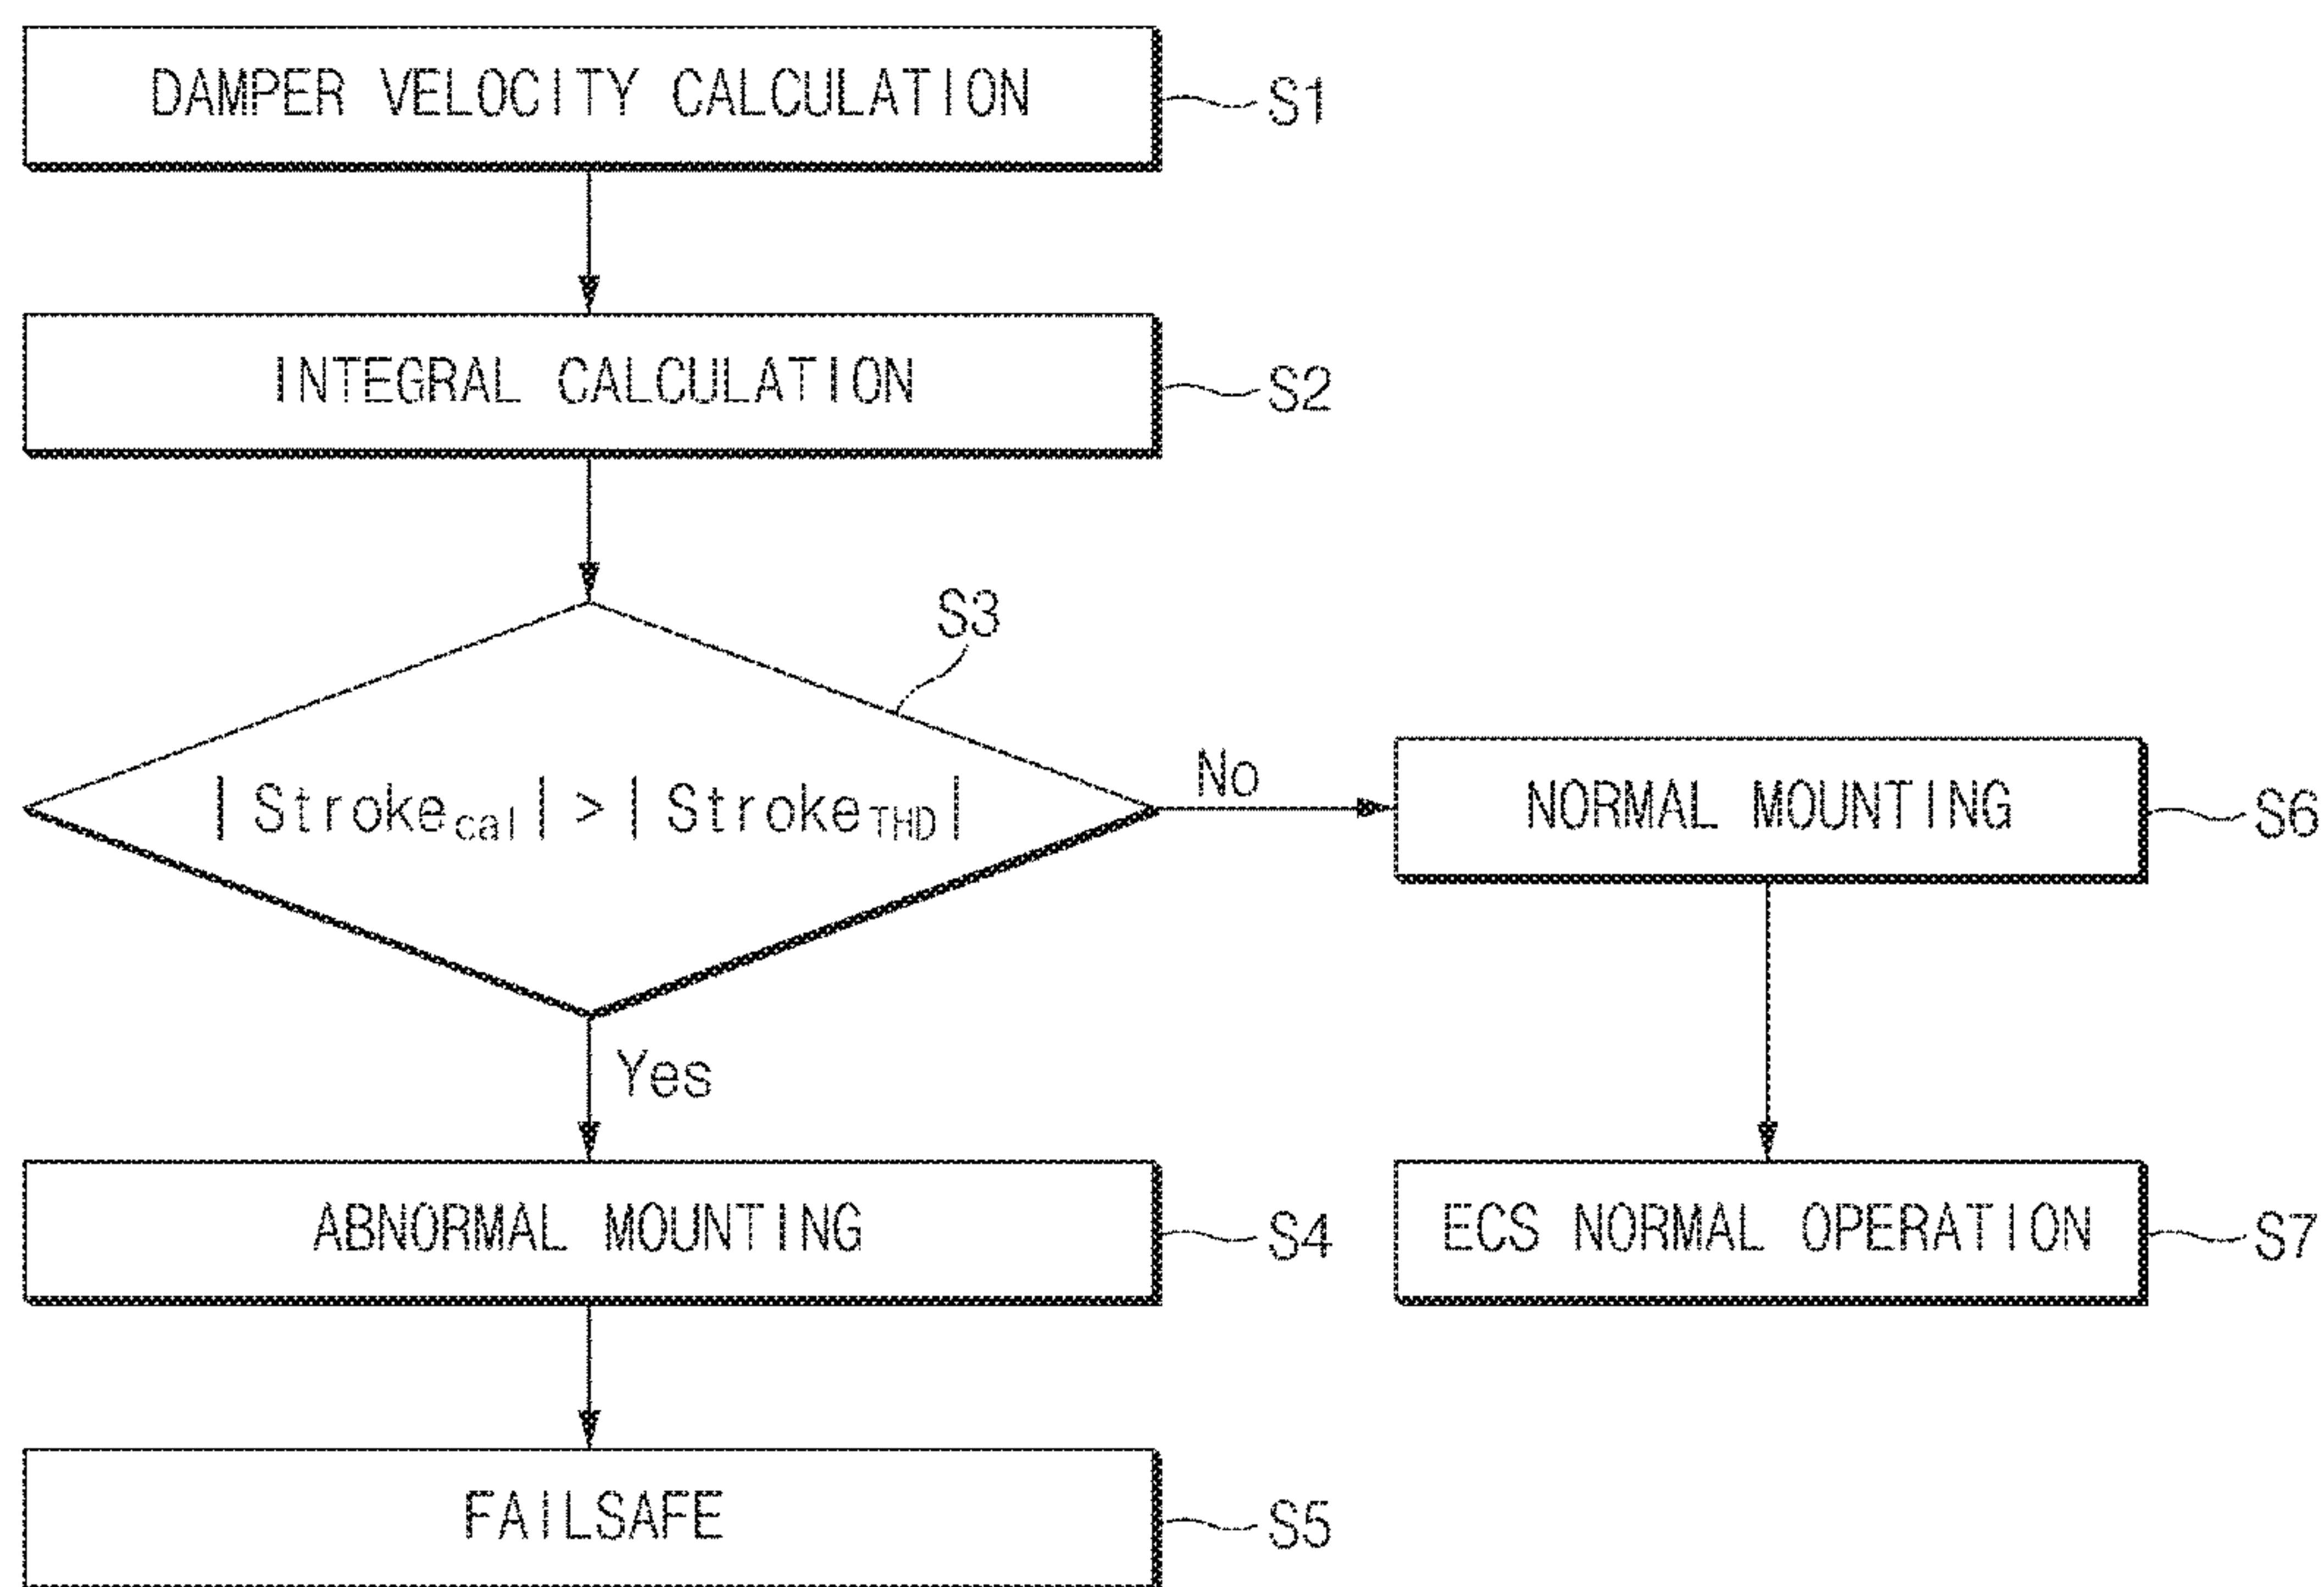 DAMPER VELOCITY CALCULATION S1
INTEGRAL CALCULATION S2
S3
|Stroke_cal|>|Stroke_THD|
No
NORMAL MOUNTING S6
Yes
ABNORMAL MOUNTING S4
ECS NORMAL OPERATION S7
FAILSAFE S5